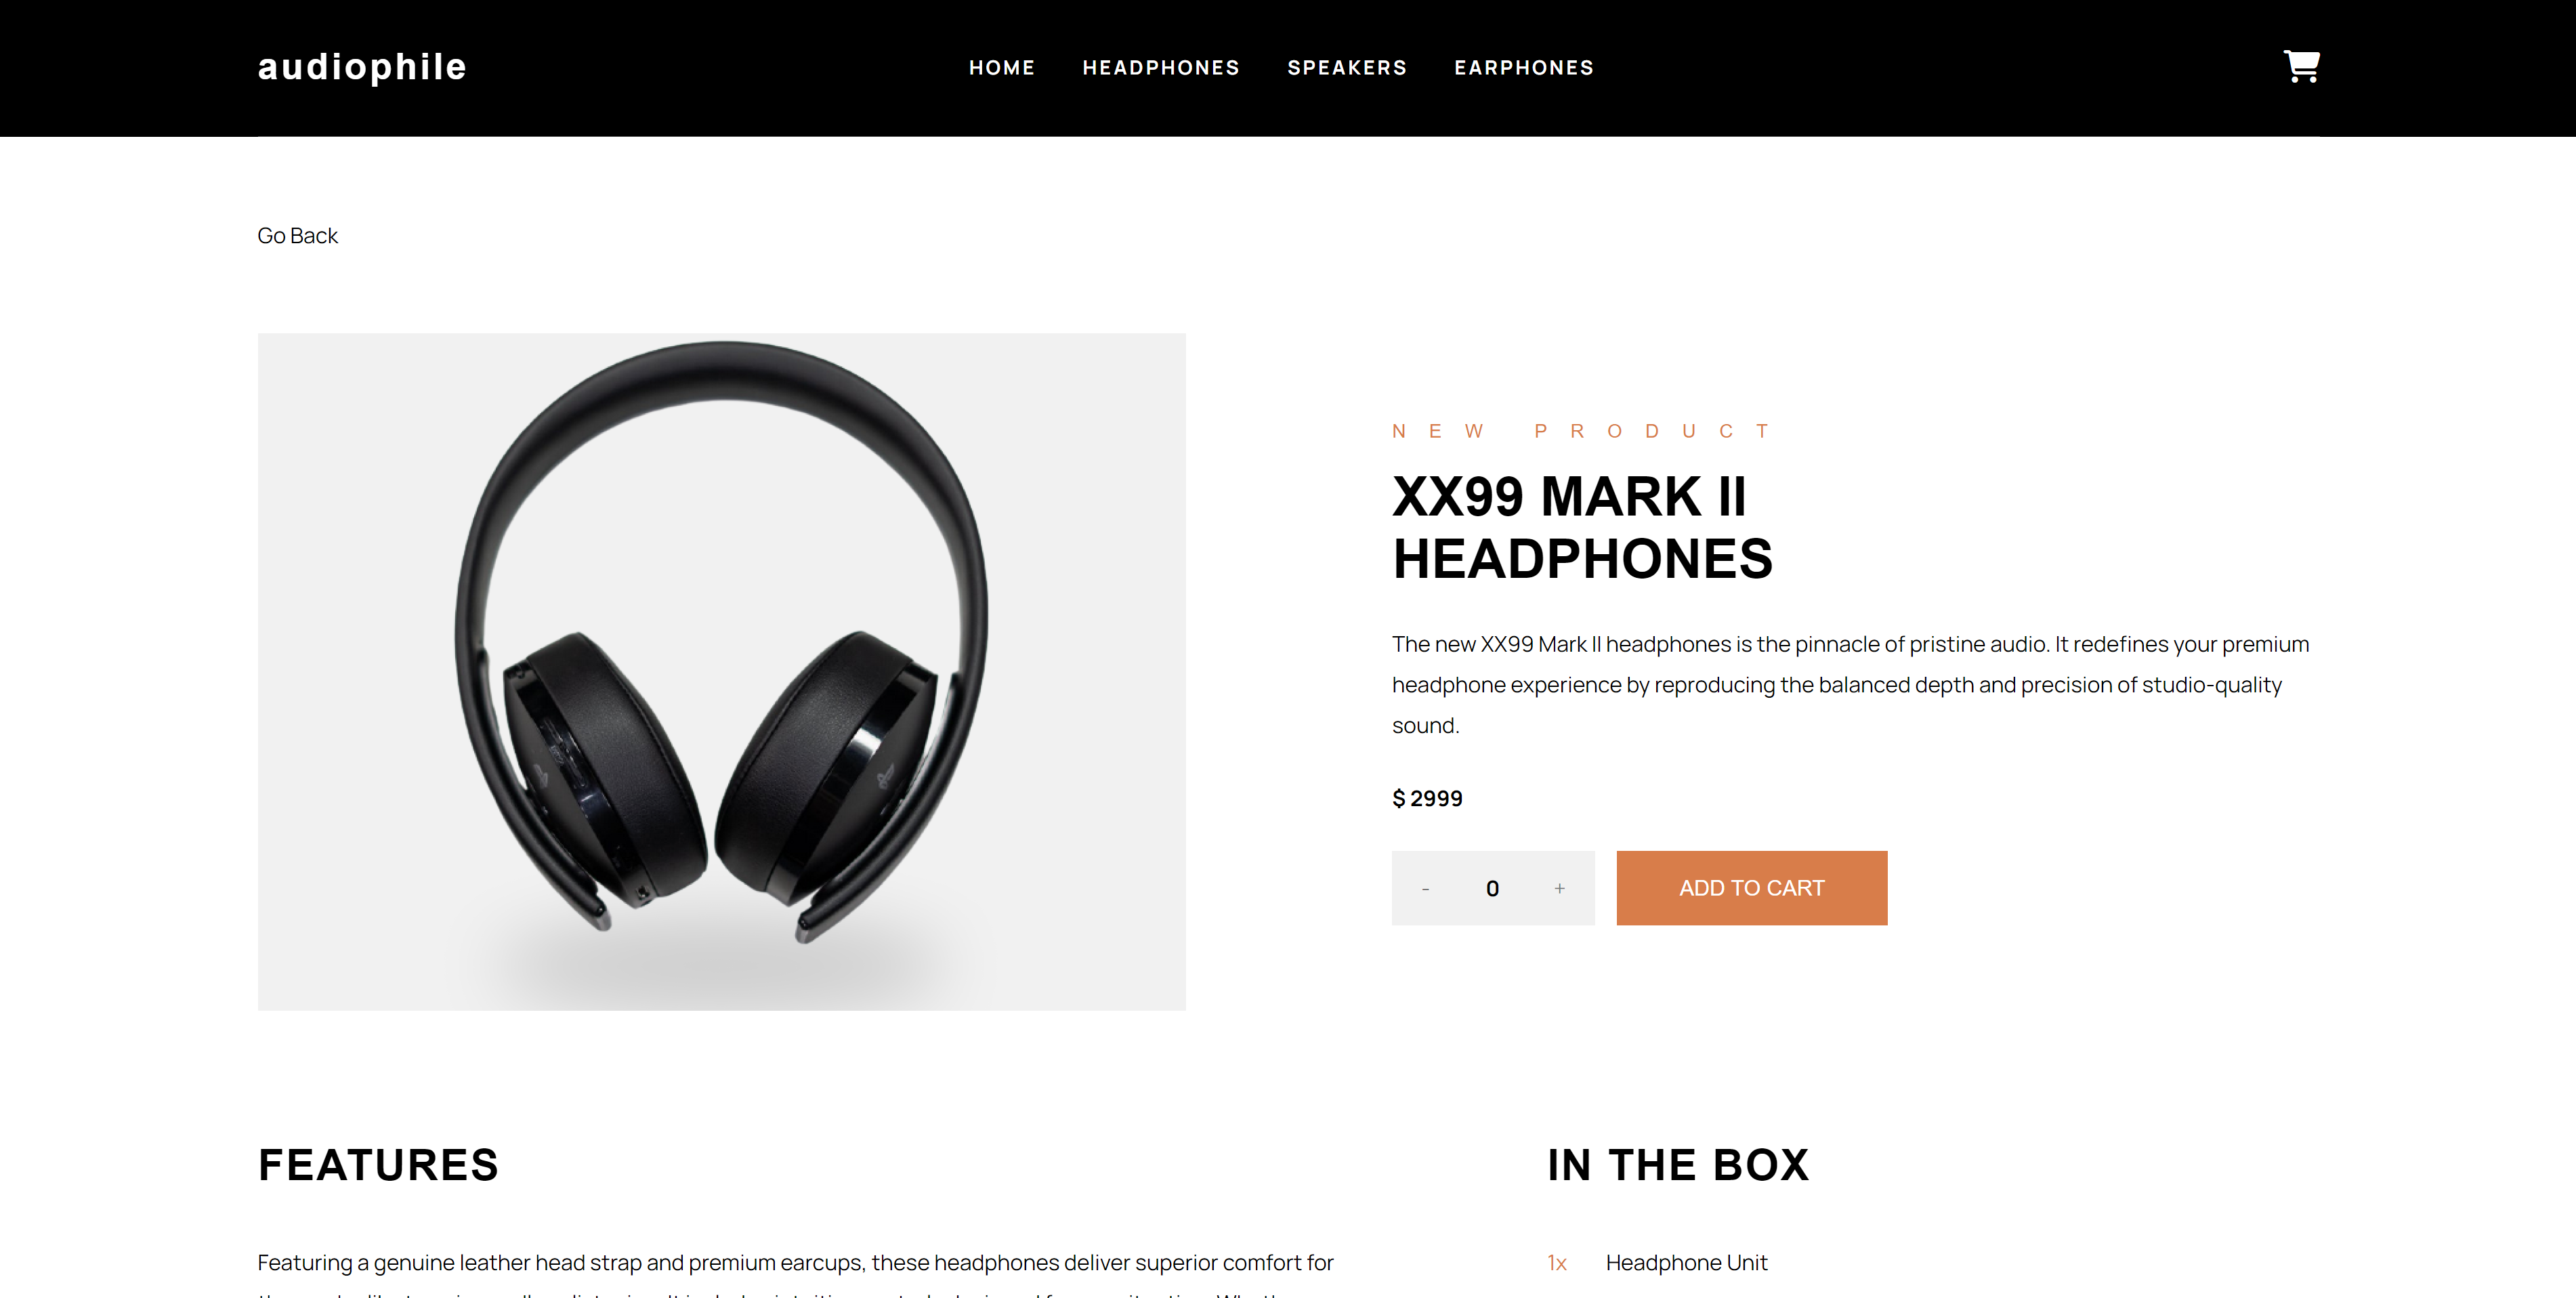 audiophile
HOME HEADPHONES SPEAKERS EARPHONES
Go Back
NEW PRODUCT
XX99 MARK II
HEADPHONES
The new XX99 Mark II headphones is the pinnacle of pristine audio. It redefines your premium
headphone experience by reproducing the balanced depth and precision of studio-quality
sound.
$ 2999
- 0 +
ADD TO CART
FEATURES
Featuring a genuine leather head strap and premium earcups, these headphones deliver superior comfort for
IN THE BOX
1x Headphone Unit